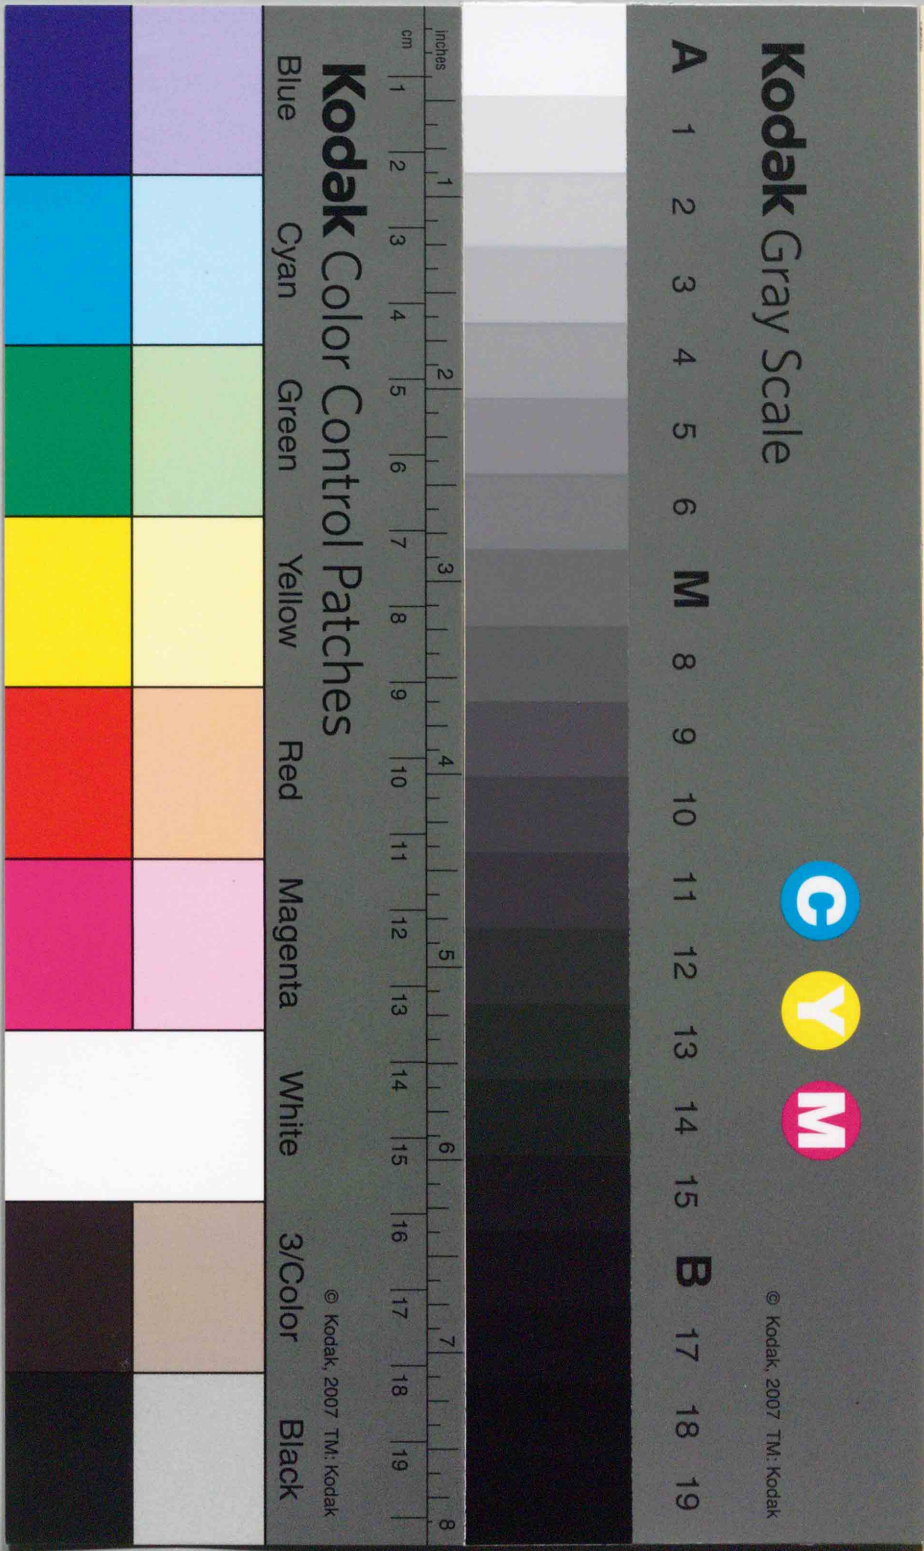 Kodak Gray Scale
C Y M
© Kodak, 2007 TM: Kodak
A 1 2 3 4 5 6 M 8 9 10 11 12 13 14 15 B 17 18 19
inches 1 2 3 4 5 6 7 8
cm 1 2 3 4 5 6 7 8 9 10 11 12 13 14 15 16 17 18 19
Kodak Color Control Patches
© Kodak, 2007 TM: Kodak
Blue Cyan Green Yellow Red Magenta White 3/Color Black